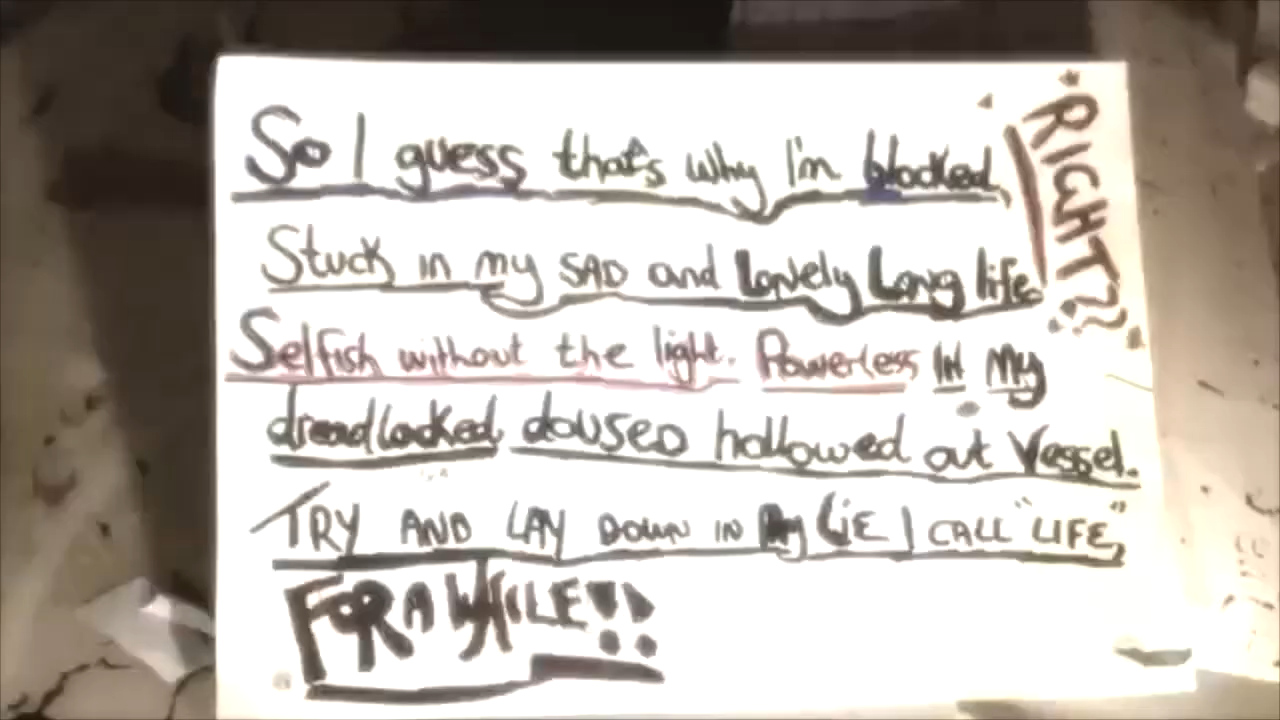 So I guess that's why I'm blocked,
RIGHT??
Stuck in my SAD and Lonely Long life.
Selfish without the light. Powerless IN My
dreadlocked, doused hollowed out Vessel.
TRY AND LAY DOWN IN My LiE I CALL "LIFE,"
FOR A WHILE!!